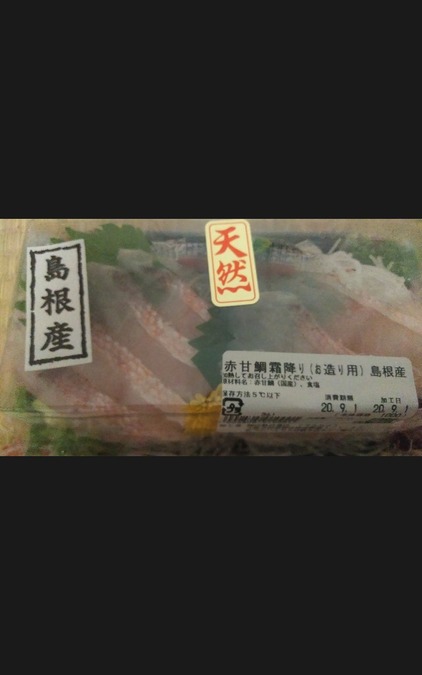 島根産
天然
赤甘鯛霜降り(お造り用) 島根産
加熱してお召し上がりください
原材料名:赤甘鯛(国産)、食塩
保存方法5℃以下
消費期限
加工日
20.9.1
20.9.1